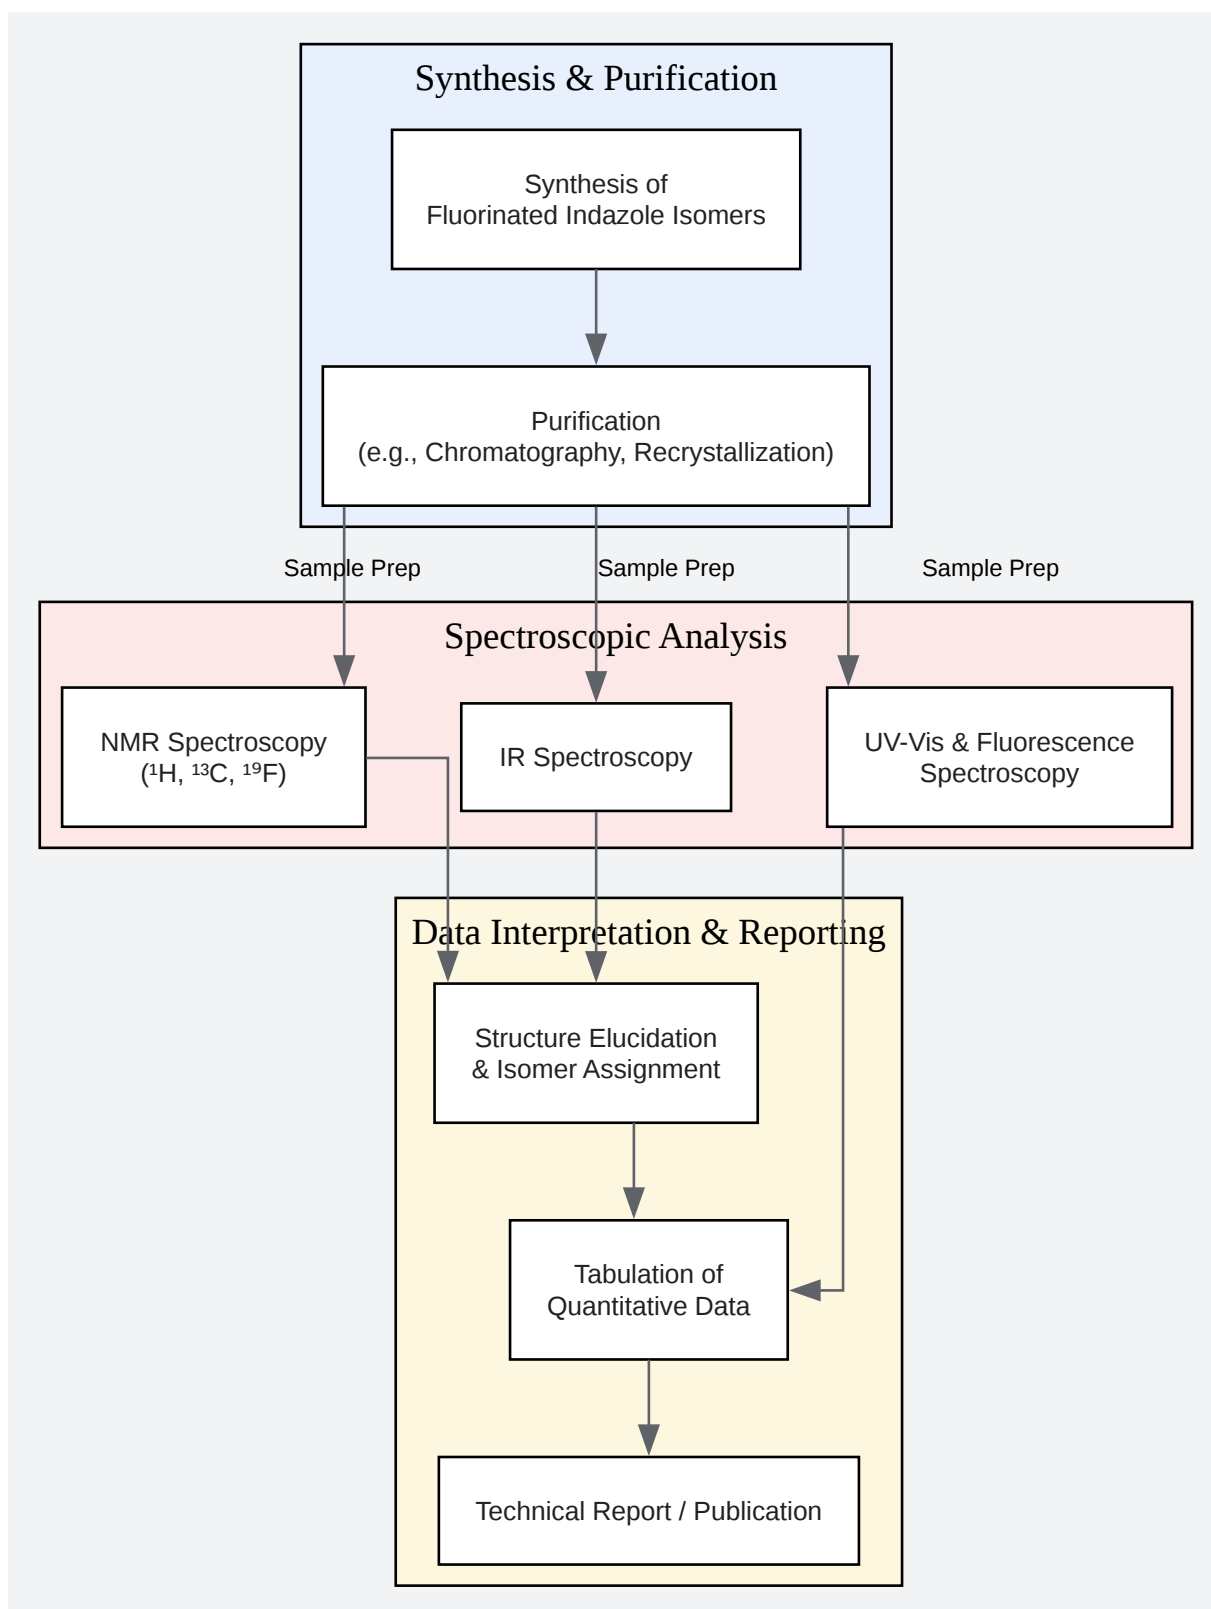 Synthesis & Purification
Synthesis of
Fluorinated Indazole Isomers
Purification
(e.g., Chromatography, Recrystallization)
Sample Prep
Sample Prep
Sample Prep
Spectroscopic Analysis
NMR Spectroscopy
(¹H, ¹³C, ¹⁹F)
IR Spectroscopy
UV-Vis & Fluorescence
Spectroscopy
Data Interpretation & Reporting
Structure Elucidation
& Isomer Assignment
Tabulation of
Quantitative Data
Technical Report / Publication